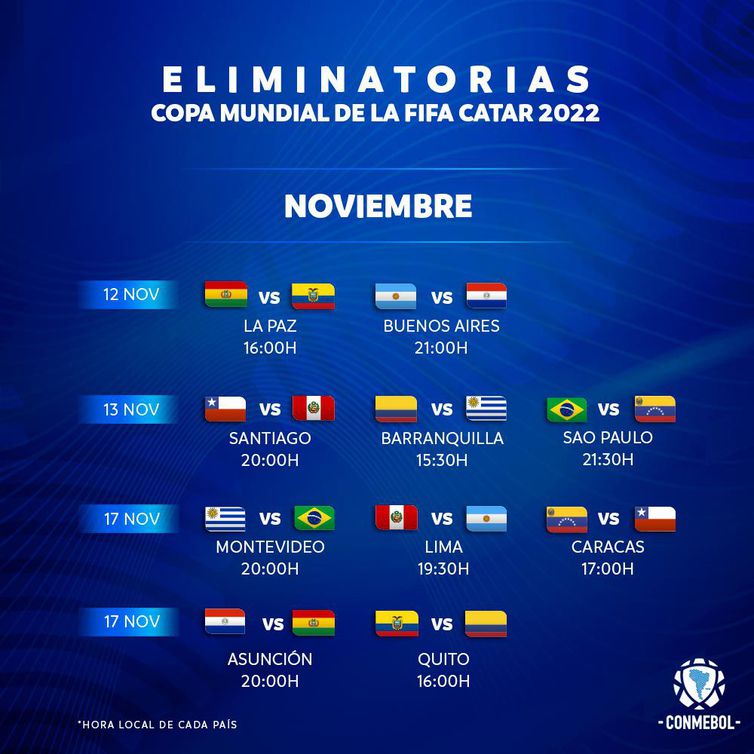 ELIMINATORIAS
COPA MUNDIAL DE LA FIFA CATAR 2022
NOVIEMBRE
12 NOV
VS
VS
LA PAZ
BUENOS AIRES
16:00H
21:00H
13 NOV
VS
VS
VS
SANTIAGO
BARRANQUILLA
SAO PAULO
20:00H
15:30H
21:30H
17 NOV
VS
VS
VS
MONTEVIDEO
LIMA
CARACAS
20:00H
19:30H
17:00H
17 NOV
VS
VS
ASUNCIÓN
QUITO
20:00H
16:00H
*HORA LOCAL DE CADA PAÍS
-CONMEBOL-